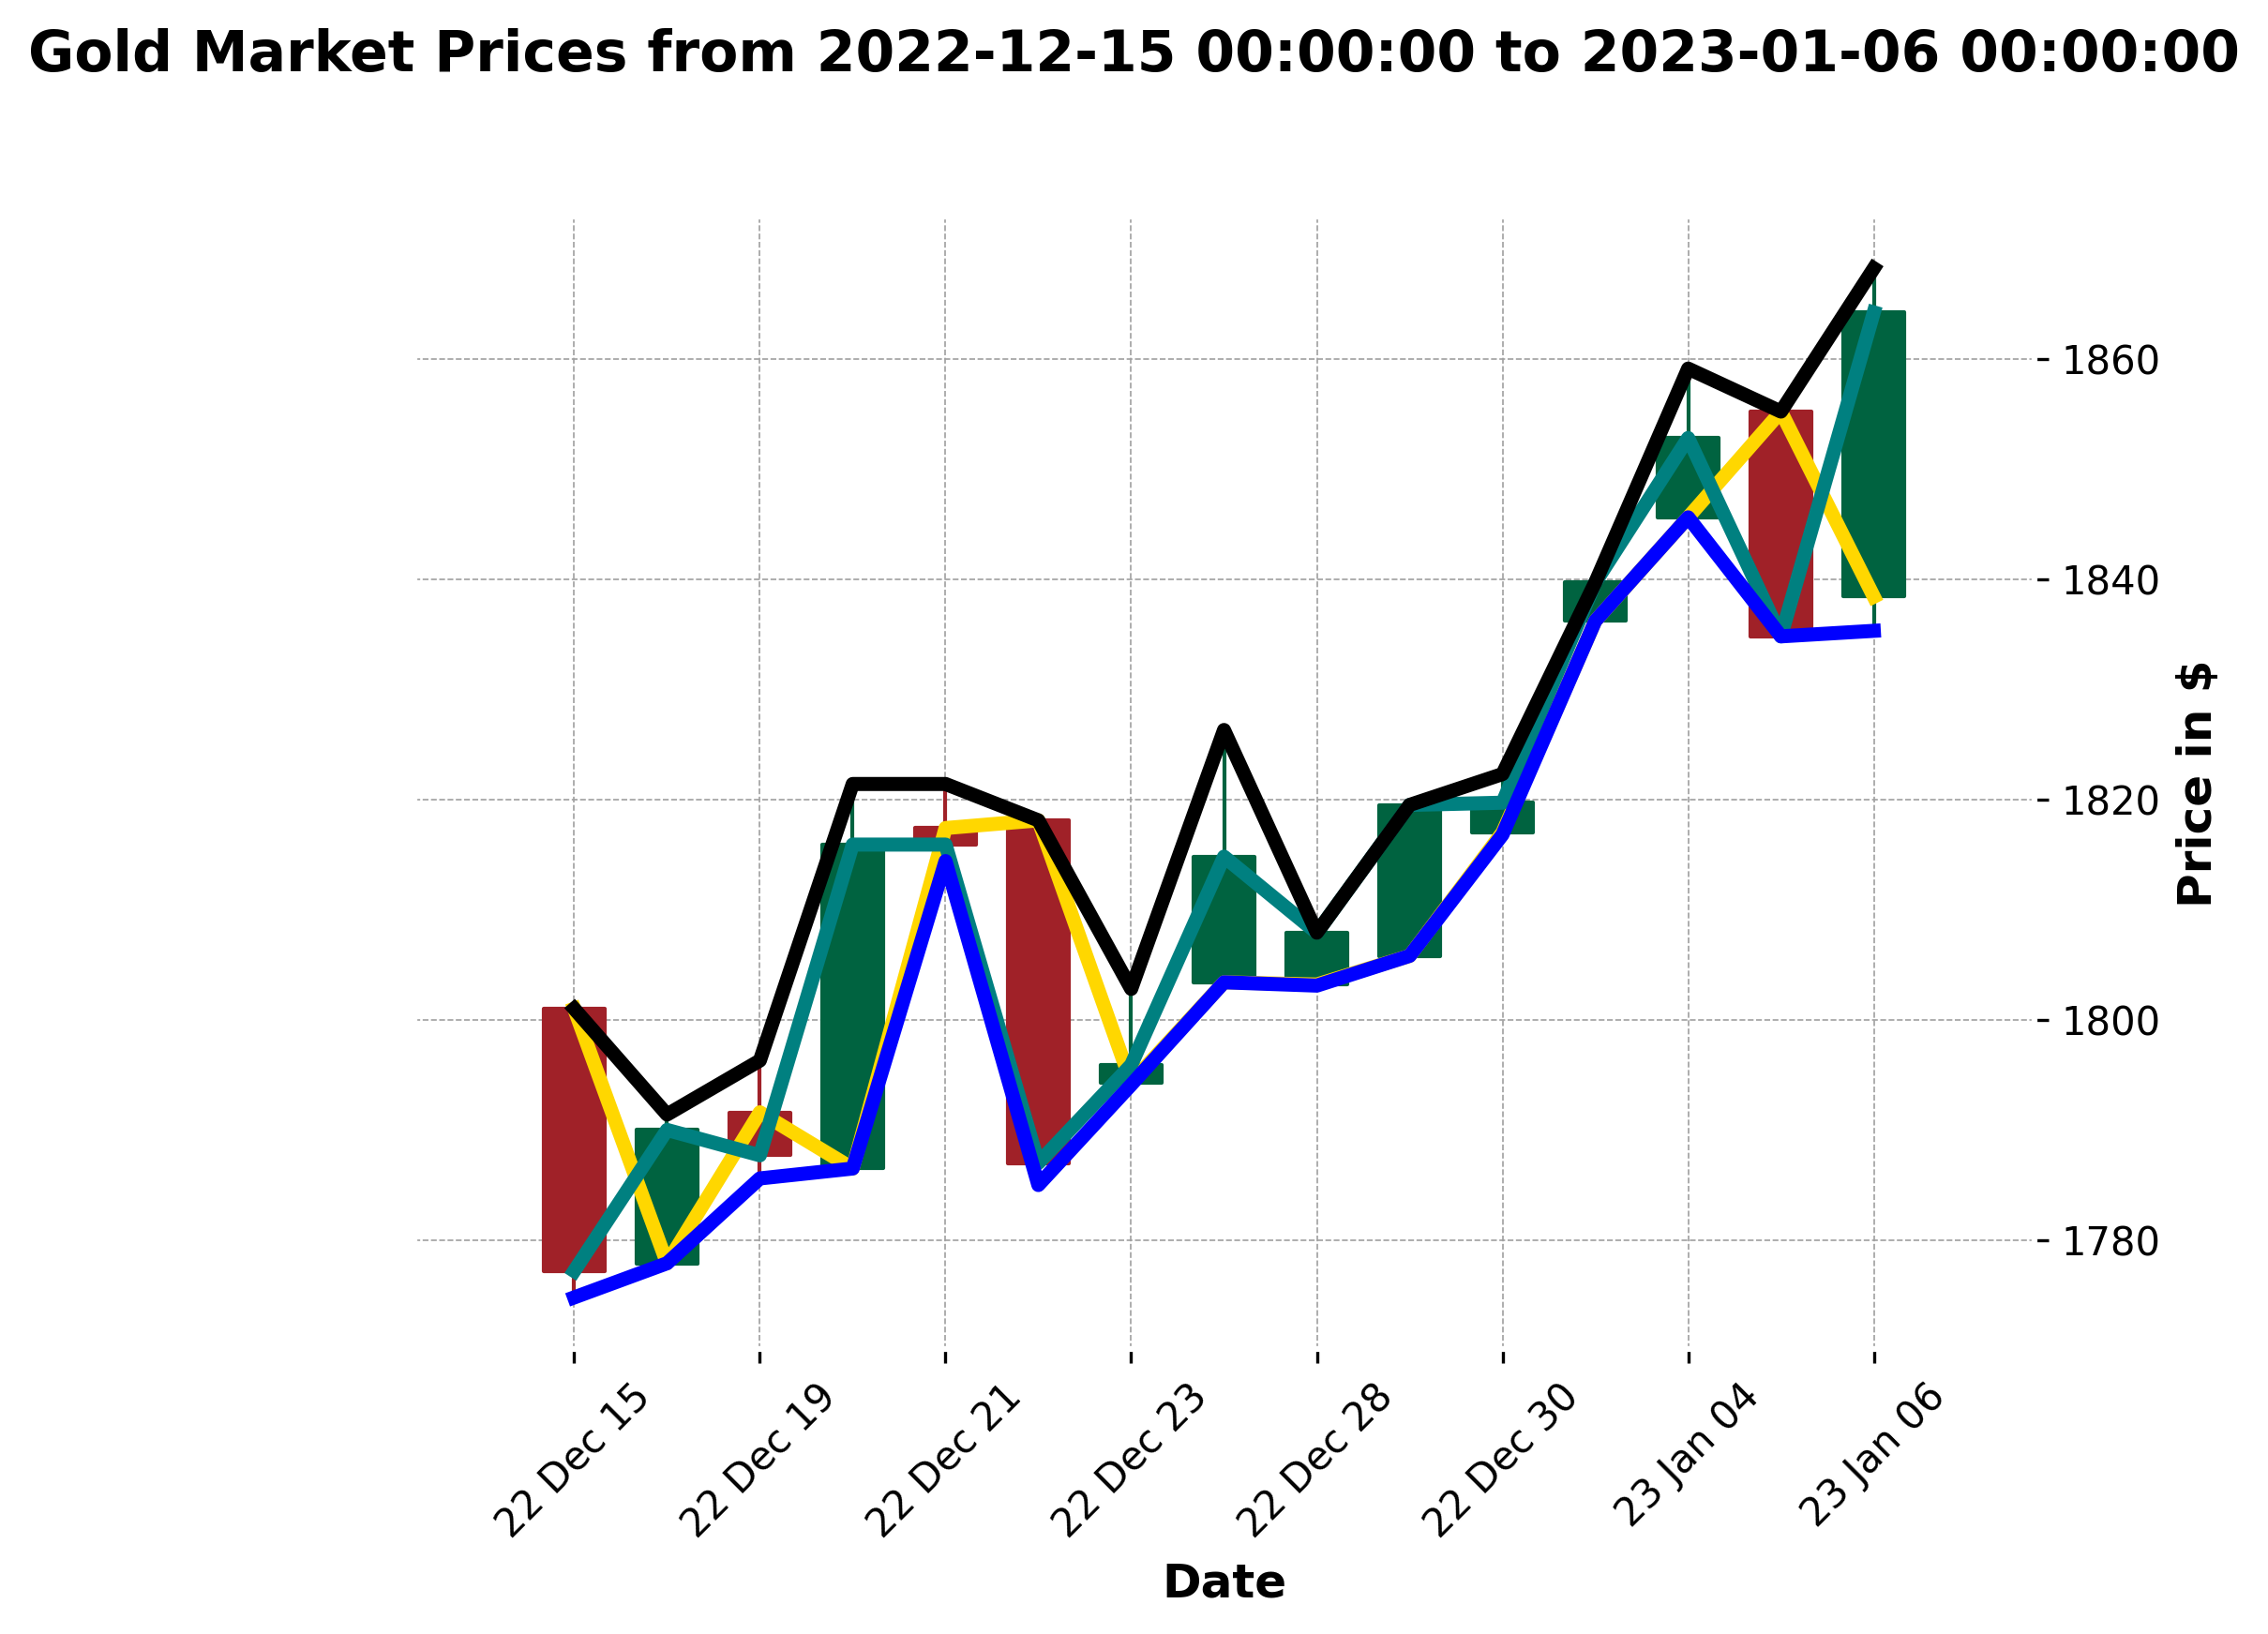 Gold Market Prices from 2022-12-15 00:00:00 to 2023-01-06 00:00:00
1860
1840
1820
1800
1780
Price in $
22 Dec 15
22 Dec 19
22 Dec 21
22 Dec 23
22 Dec 28
22 Dec 30
23 Jan 04
23 Jan 06
Date